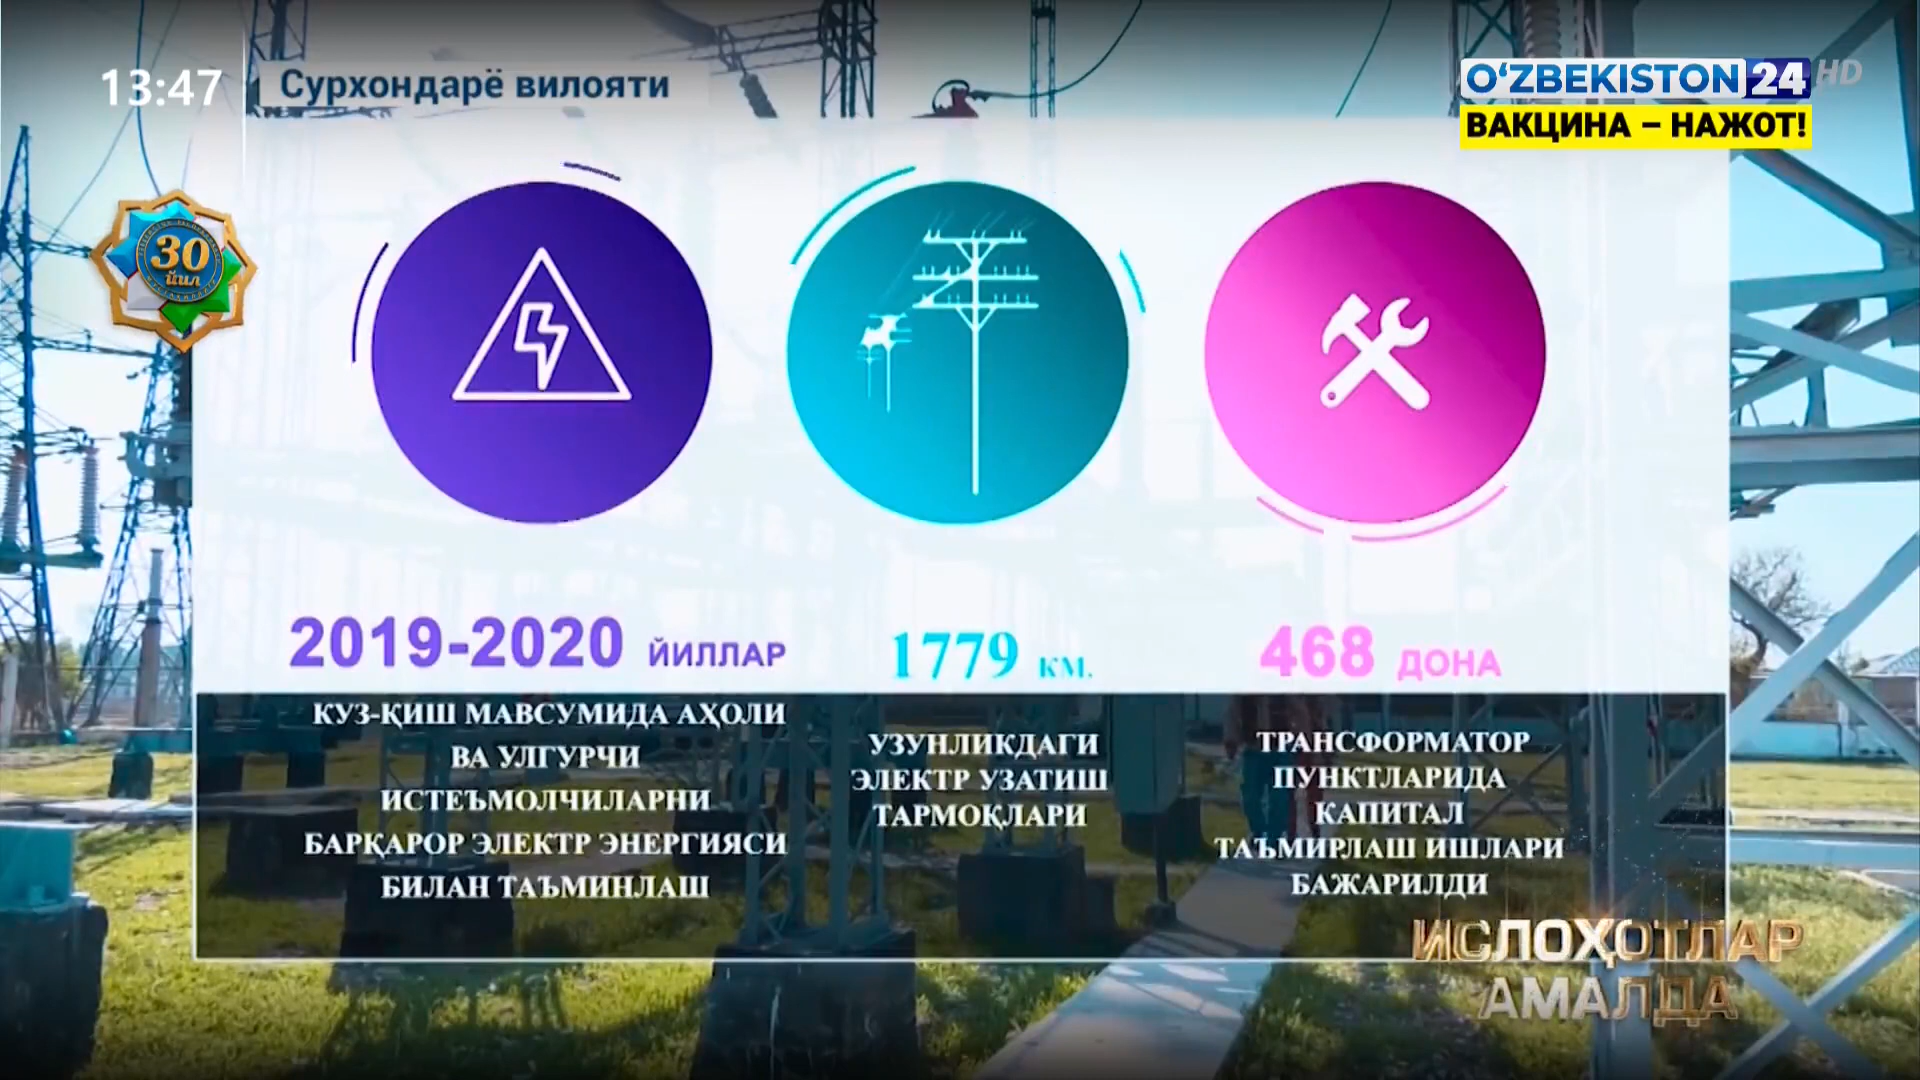 13:47
Сурхондарё вилояти
O‘ZBEKISTON 24 HD
ВАКЦИНА – НАЖОТ!
30
йил
2019-2020 ЙИЛЛАР
КУЗ-ҚИШ МАВСУМИДА АҲОЛИ
ВА УЛГУРЧИ
ИСТЕЪМОЛЧИЛАРНИ
БАРҚАРОР ЭЛЕКТР ЭНЕРГИЯСИ
БИЛАН ТАЪМИНЛАШ
1779 КМ.
УЗУНЛИКДАГИ
ЭЛЕКТР УЗАТИШ
ТАРМОҚЛАРИ
468 ДОНА
ТРАНСФОРМАТОР
ПУНКТЛАРИДА
КАПИТАЛ
ТАЪМИРЛАШ ИШЛАРИ
БАЖАРИЛДИ
ИСЛОҲОТЛАР
АМАЛДА